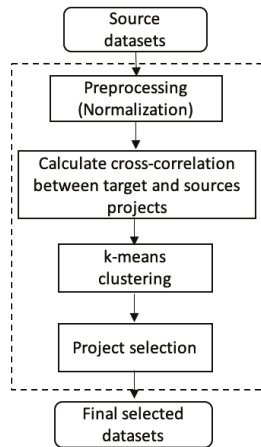 Source
datasets
Preprocessing
(Normalization)
Calculate cross-correlation
between target and sources
projects
k-means
clustering
Project selection
Final selected
datasets